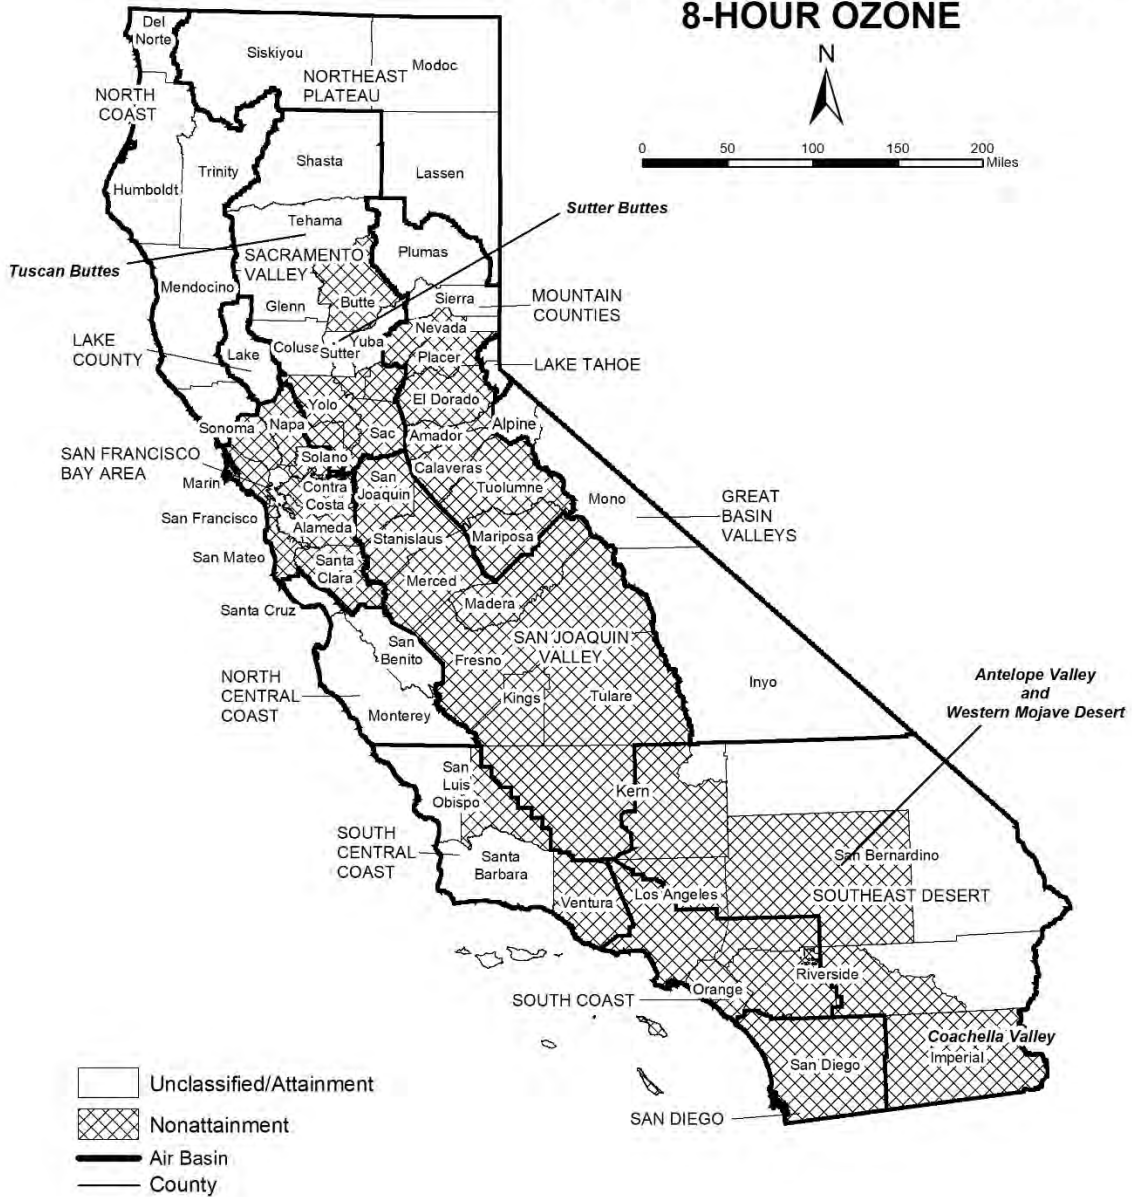 8-HOUR OZONE
N
0 50 100 150 200
Miles
Del
Norte
Siskiyou
Modoc
NORTHEAST
PLATEAU
NORTH
COAST
Shasta
Trinity
Lassen
Humboldt
Sutter Buttes
Tehama
Tuscan Buttes
SACRAMENTO
VALLEY
Plumas
Mendocino
Butte
Sierra
MOUNTAIN
COUNTIES
Glenn
Nevada
LAKE
COUNTY
Lake
Colusa
Sutter
Yuba
Placer
LAKE TAHOE
El Dorado
Yolo
Sonoma
Napa
Sac
Amador
Alpine
SAN FRANCISCO
BAY AREA
Solano
Calaveras
Marin
Contra
Costa
San
Joaquin
Tuolumne
Mono
GREAT
BASIN
VALLEYS
San Francisco
Alameda
Stanislaus
Mariposa
San Mateo
Santa
Clara
Merced
Santa Cruz
Madera
San
Benito
SAN JOAQUIN
VALLEY
Fresno
NORTH
CENTRAL
COAST
Kings
Tulare
Inyo
Antelope Valley
and
Western Mojave Desert
Monterey
San
Luis
Obispo
Kern
SOUTH
CENTRAL
COAST
Santa
Barbara
San Bernardino
Ventura
Los Angeles
SOUTHEAST DESERT
Riverside
Orange
SOUTH COAST
Coachella Valley
Imperial
San Diego
SAN DIEGO
Unclassified/Attainment
Nonattainment
Air Basin
County